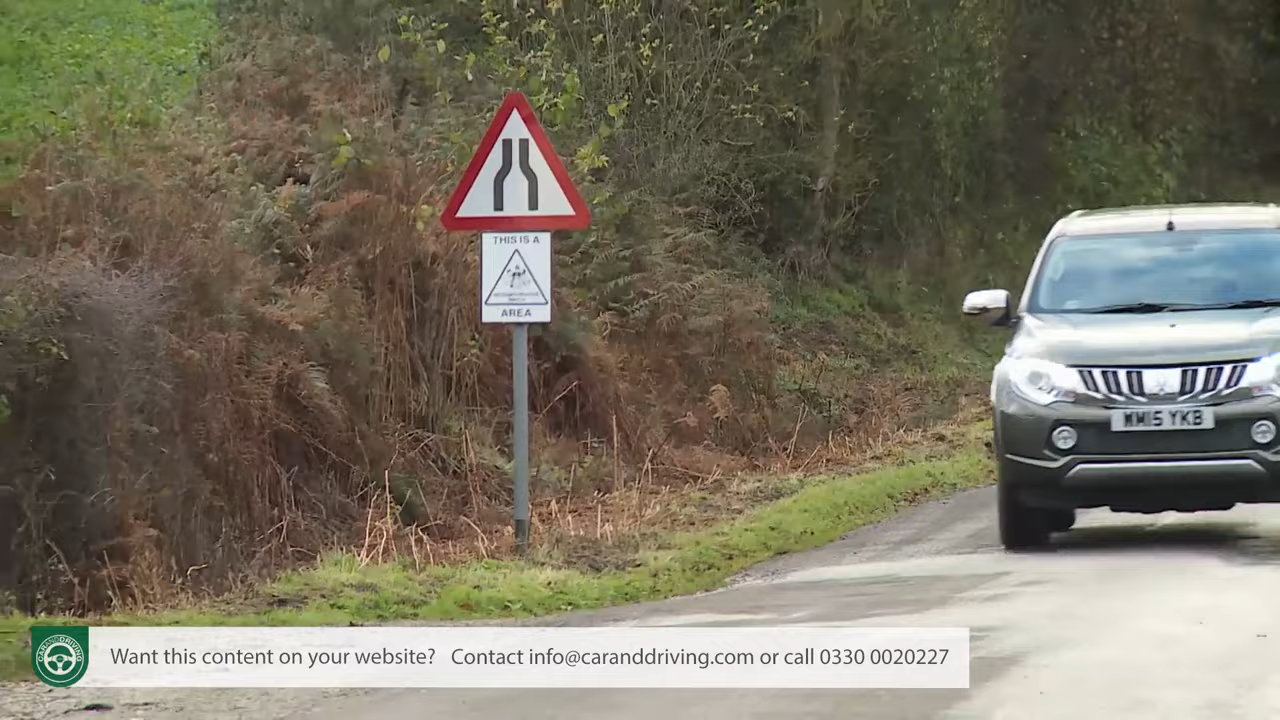 THIS IS A
AREA
WM15 YKB
CARANDDRIVING
Want this content on your website? Contact info@caranddriving.com or call 0330 0020227